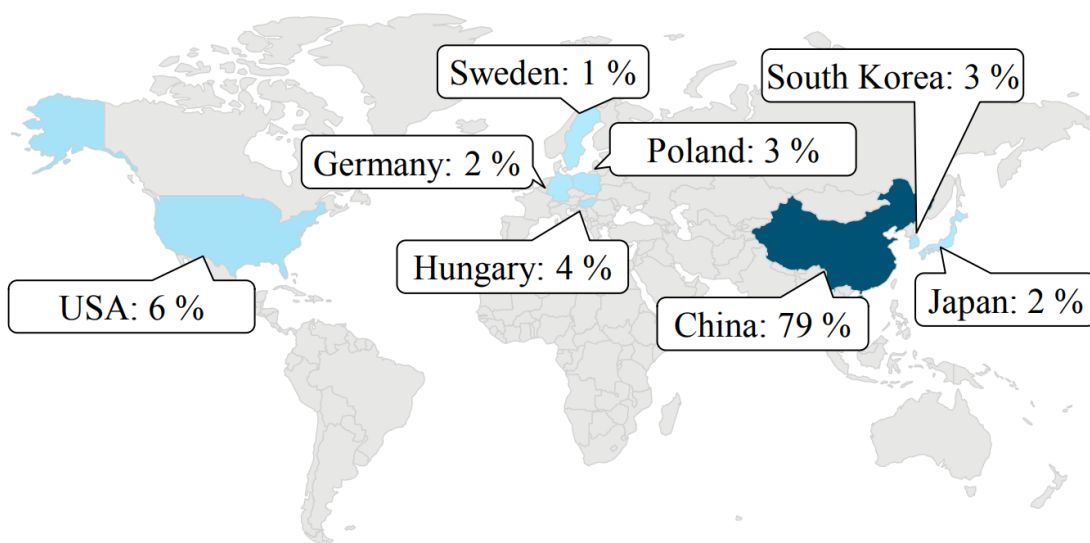 Sweden: 1 %
South Korea: 3 %
Germany: 2 %
Poland: 3 %
Hungary: 4 %
USA: 6 %
China: 79 %
Japan: 2 %